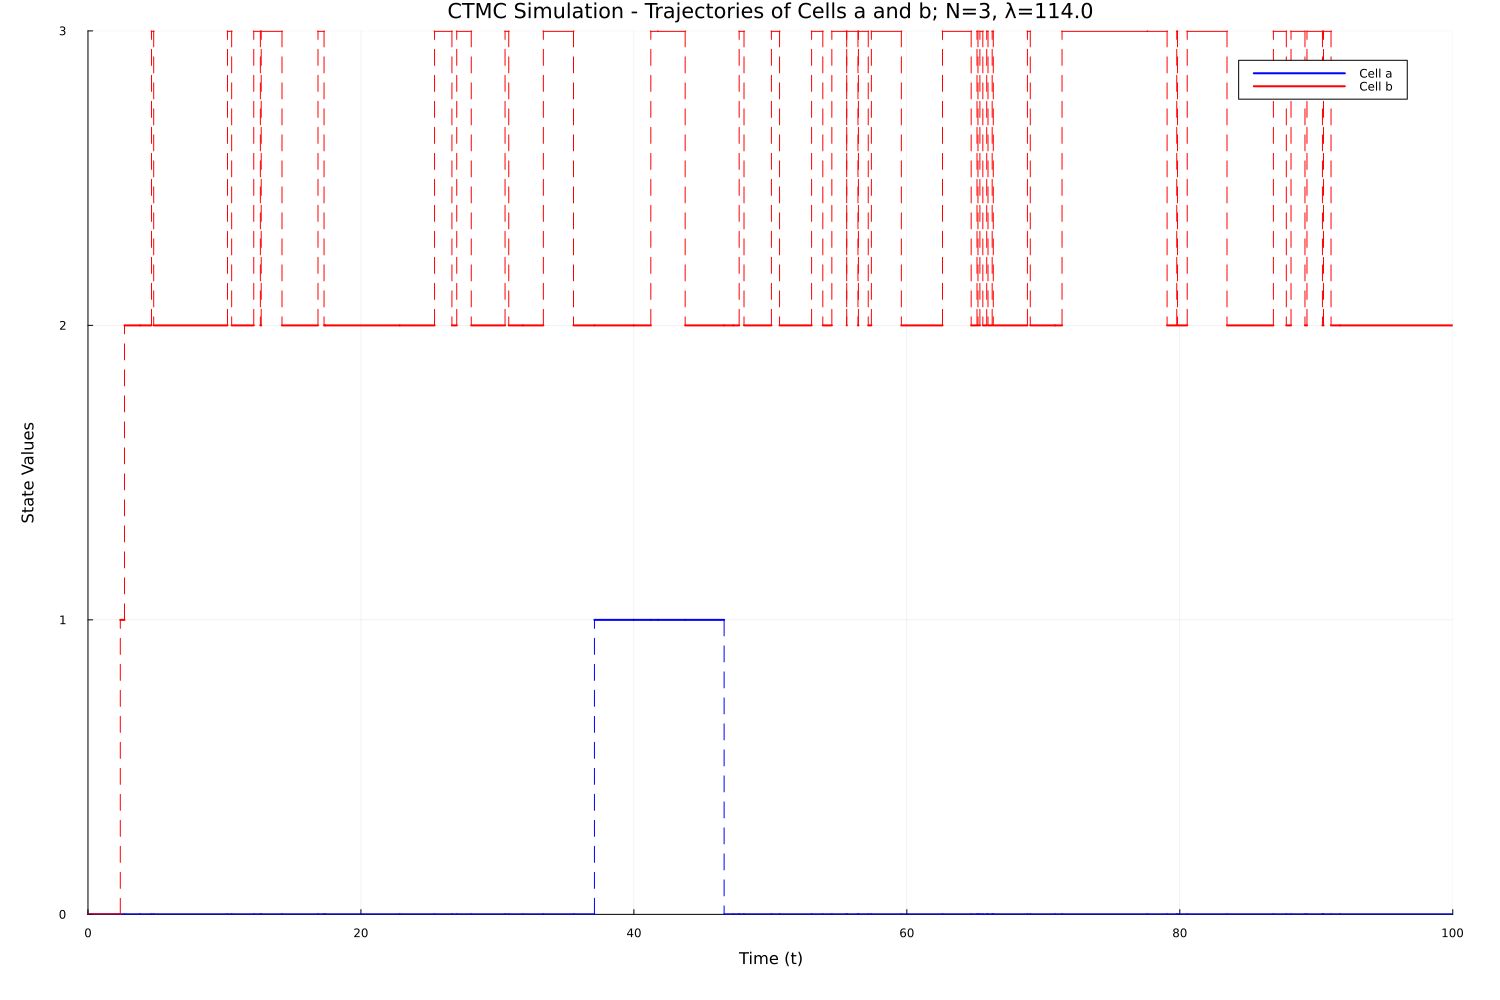 CTMC Simulation - Trajectories of Cells a and b; N=3, λ=114.0
3
Cell a
Cell b
2
State Values
1
0
0 20 40 60 80 100
Time (t)